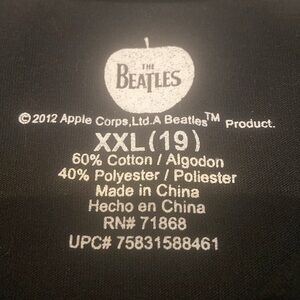 THE
BEATLES
© 2012 Apple Corps,Ltd.A Beatles™ Product.
XXL(19)
60% Cotton / Algodon
40% Polyester / Poliester
Made in China
Hecho en China
RN# 71868
UPC# 75831588461